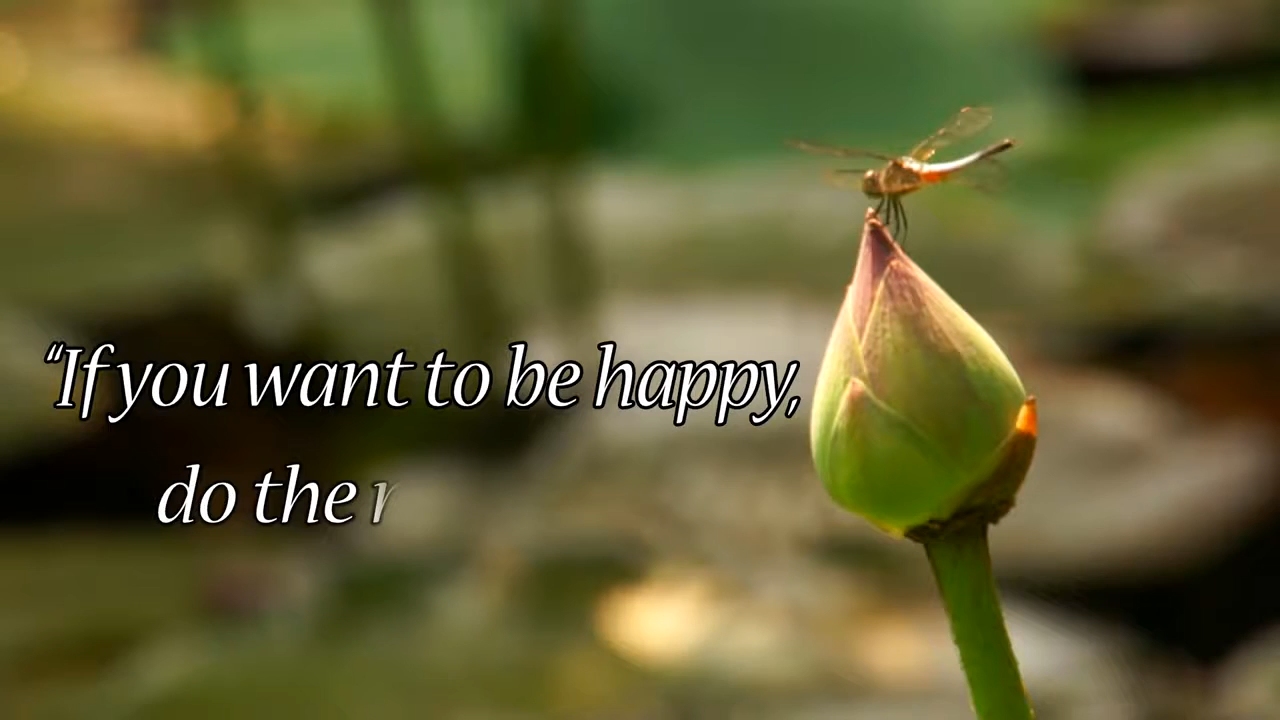 “If you want to be happy,
do the r